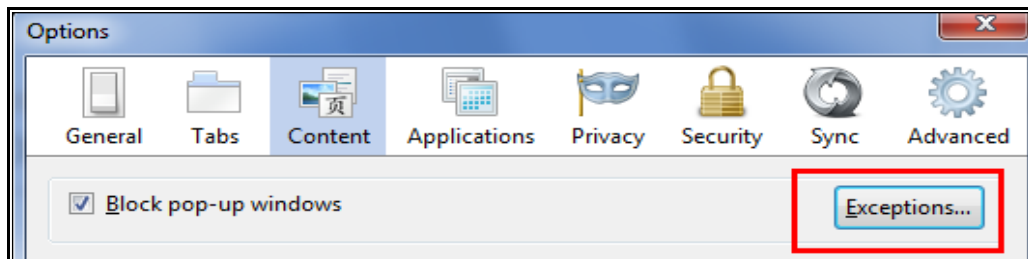 Options
General Tabs Content Applications Privacy Security Sync Advanced
页
Block pop-up windows
Exceptions...